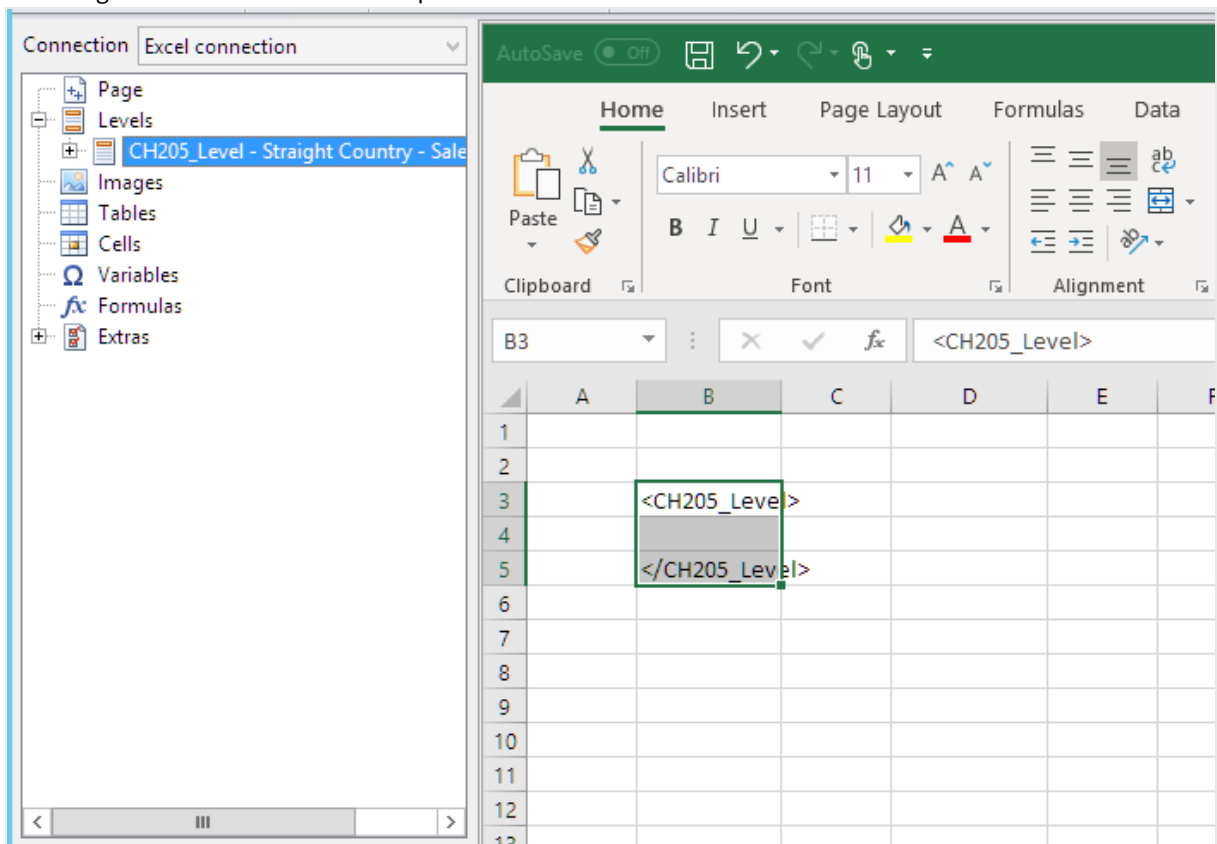 Connection Excel connection
Page
Levels
CH205_Level - Straight Country - Sale
Images
Tables
Cells
Variables
Formulas
Extras
AutoSave Off
Home Insert Page Layout Formulas Data
Paste
Calibri 11
B I U
Clipboard Font Alignment
B3 fx <CH205_Level>
A B C D E
1
2
3 <CH205_Level>
4
5 </CH205_Level>
6
7
8
9
10
11
12
13